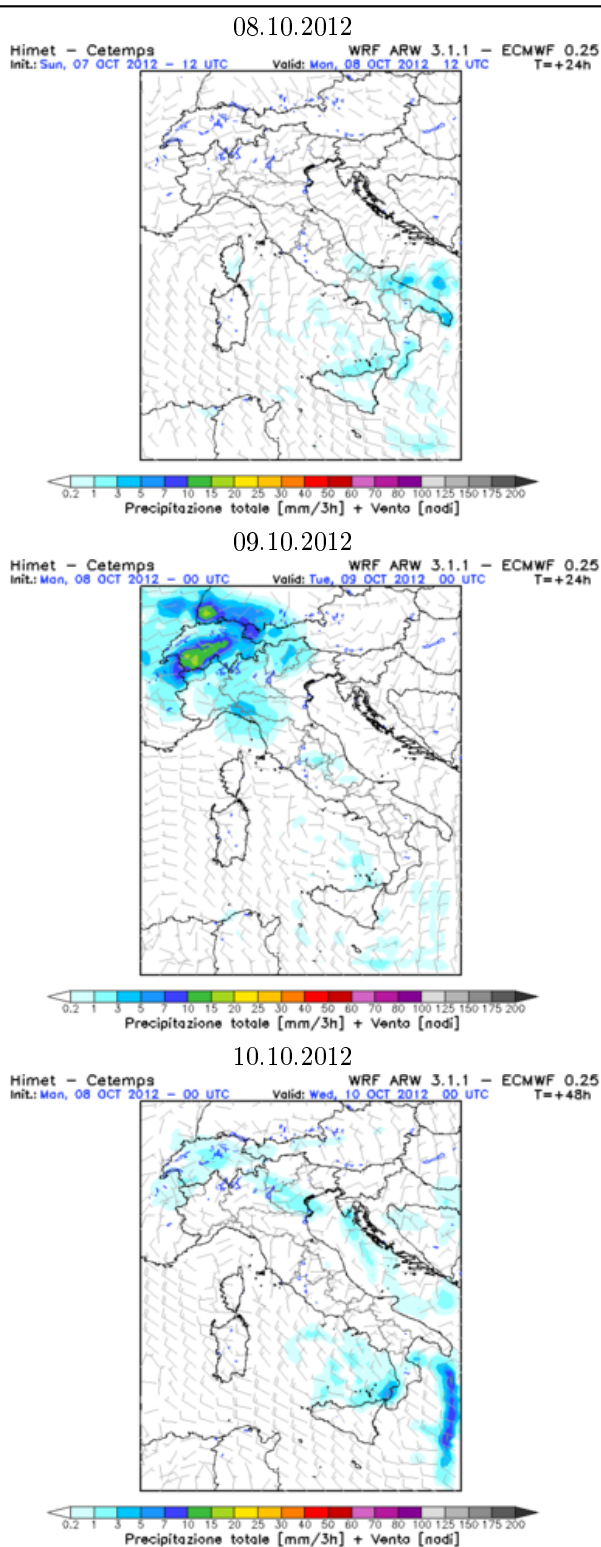 08.10.2012
Himet - Cetemps WRF ARW 3.1.1 - ECMWF 0.25
Init.: Sun, 07 OCT 2012 - 12 UTC Valid: Mon, 08 OCT 2012 12 UTC T=+24h
0.2 1 3 5 7 10 15 20 25 30 40 50 60 70 80 100 125 150 175 200
Precipitazione totale [mm/3h] + Vento [nodi]
09.10.2012
Himet - Cetemps WRF ARW 3.1.1 - ECMWF 0.25
Init.: Mon, 08 OCT 2012 - 00 UTC Valid: Tue, 09 OCT 2012 00 UTC T=+24h
0.2 1 3 5 7 10 15 20 25 30 40 50 60 70 80 100 125 150 175 200
Precipitazione totale [mm/3h] + Vento [nodi]
10.10.2012
Himet - Cetemps WRF ARW 3.1.1 - ECMWF 0.25
Init.: Mon, 08 OCT 2012 - 00 UTC Valid: Wed, 10 OCT 2012 00 UTC T=+48h
0.2 1 3 5 7 10 15 20 25 30 40 50 60 70 80 100 125 150 175 200
Precipitazione totale [mm/3h] + Vento [nodi]